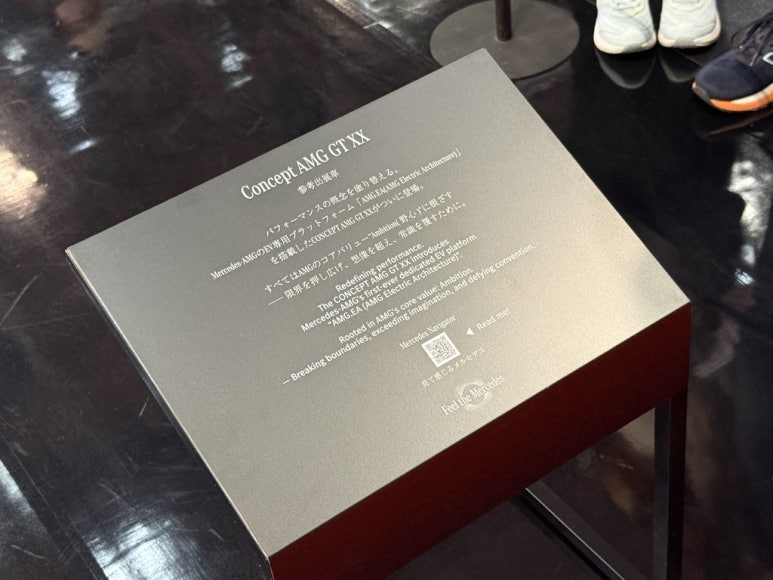 Concept AMG GT XX
参考出展車
パフォーマンスの概念を塗り替える。
Mercedes-AMGのEV専用プラットフォーム「AMG.EA(AMG Electric Architecture)」
を搭載したCONCEPT AMG GT XXがついに登場。
すべてはAMGのコアバリュー"Ambition( 野心 )"に根ざす
— 限界を押し広げ、想像を超え、常識を覆すために。
Redefining performance.
The CONCEPT AMG GT XX introduces
Mercedes-AMG's first-ever dedicated EV platform
"AMG.EA (AMG Electric Architecture)".
Rooted in AMG's core value: Ambition.
— Breaking boundaries, exceeding imagination, and defying convention.
Mercedes Navigator
◀ Read me!
見て感じるメルセデス
Feel the Mercedes